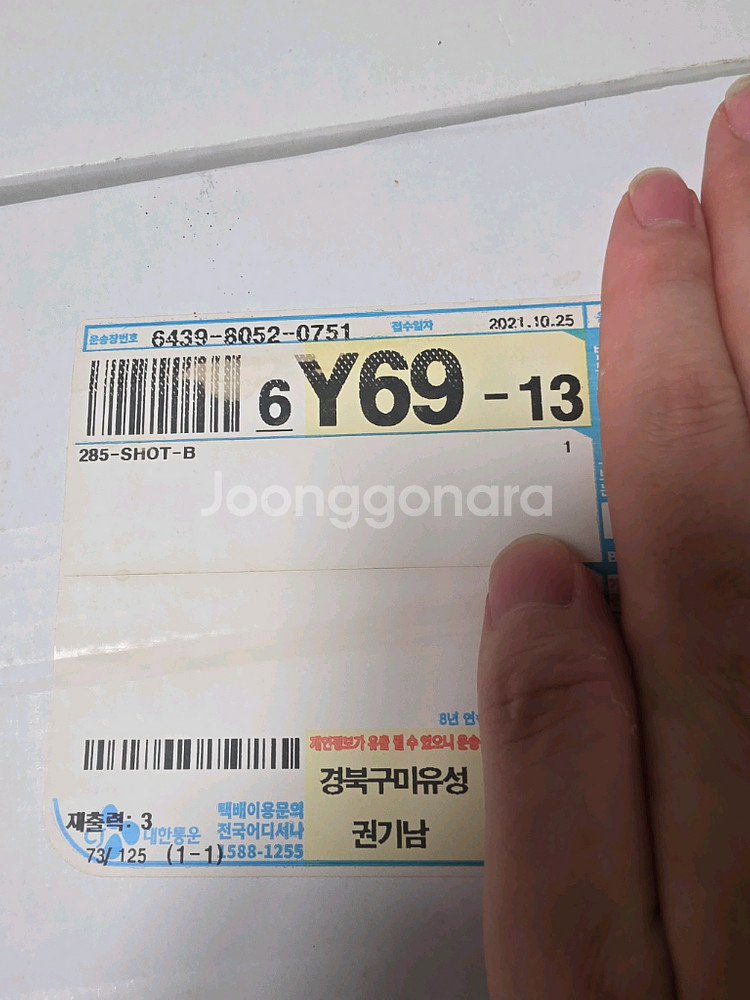 운송장번호 6439-8052-0751 접수일자 2021.10.25
6 Y69 -13
285-SHOT-B 1
Joonggonara
8년 연
개인정보가 유출 될 수 있으니 운송
경북구미유성
권기남
재출력: 3
CJ 대한통운
73/125 (1-1)
택배이용문의
전국어디서나
1588-1255